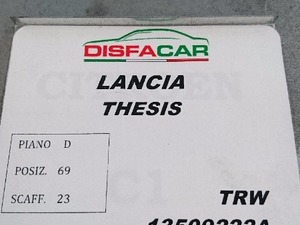 DISFACAR
LANCIA
THESIS
PIANO D
POSIZ. 69
SCAFF. 23
TRW